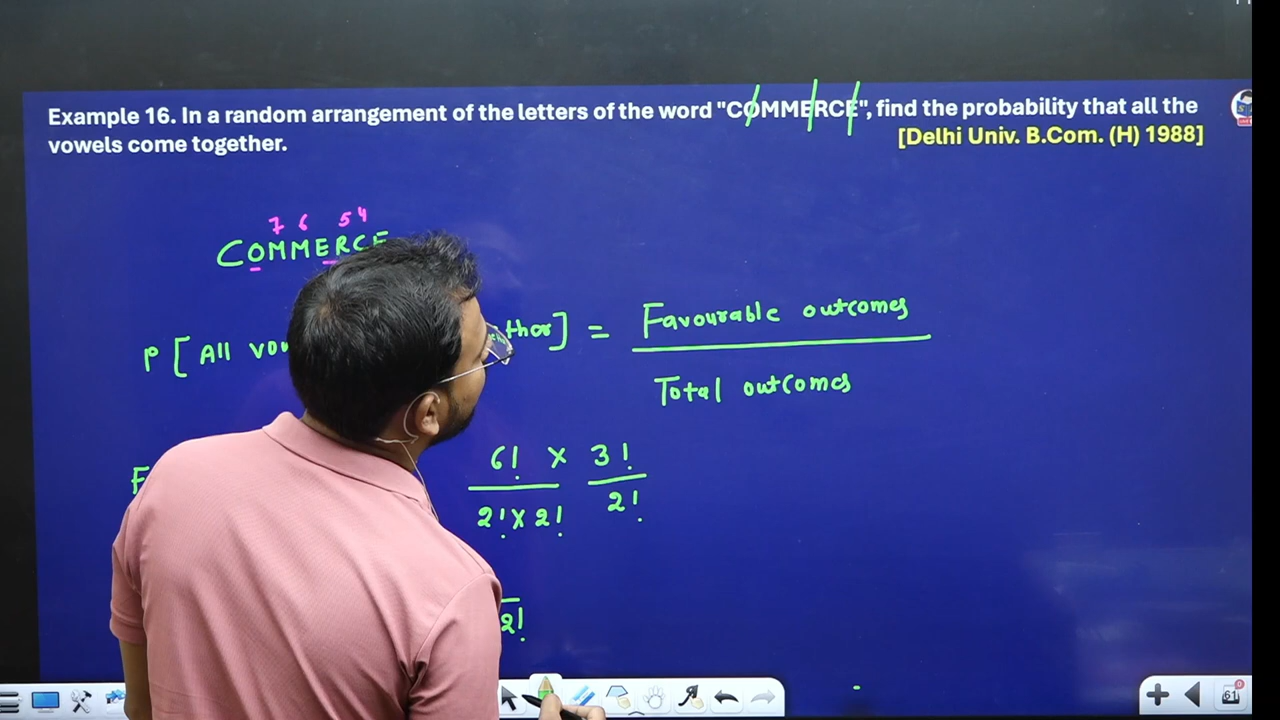 Example 16. In a random arrangement of the letters of the word "COMMERCE", find the probability that all the
vowels come together. [Delhi Univ. B.Com. (H) 1988]
7 6 5 4
COMMERCE
P [ All
] = Favourable outcomes
Total outcomes
6! × 3!
2! × 2! 2!
2!
61